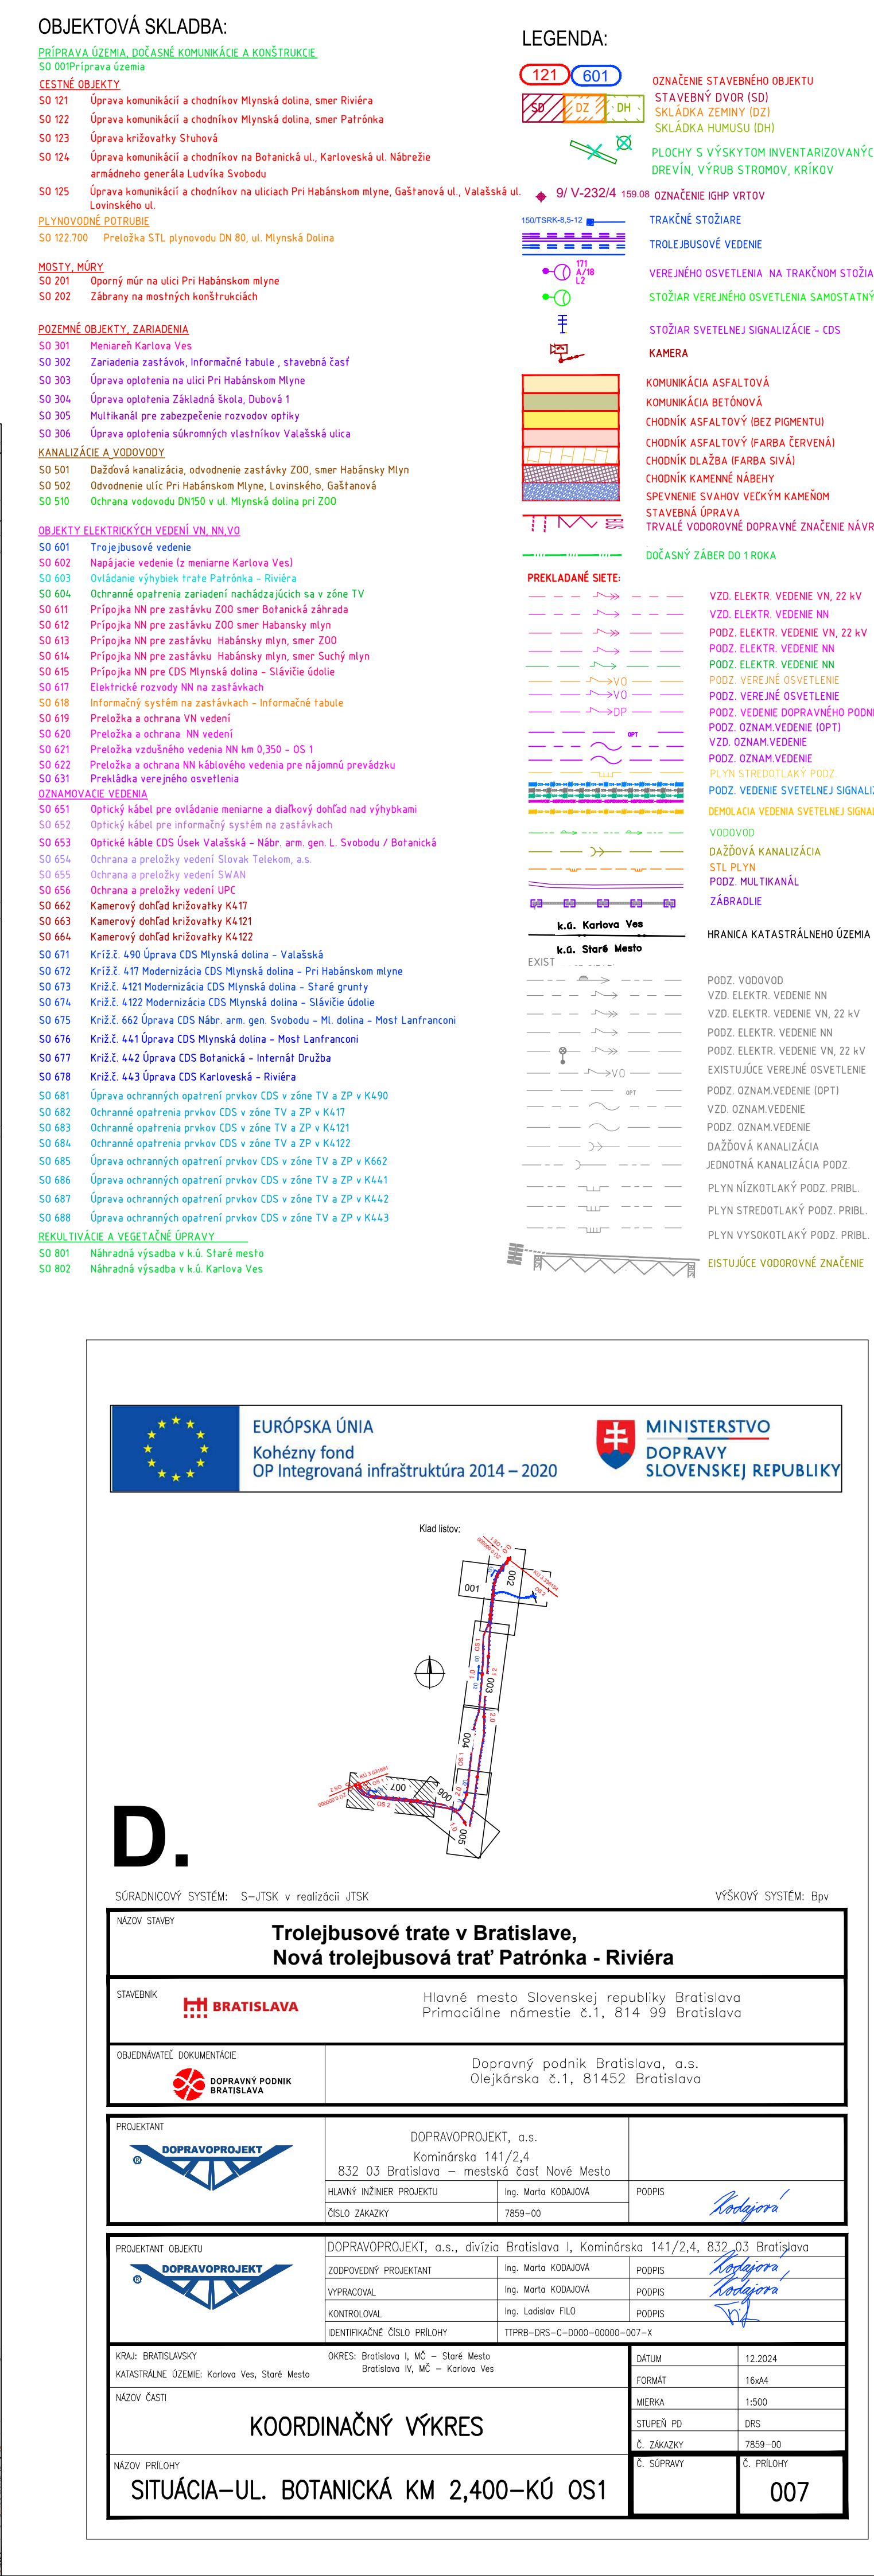 OBJEKTOVÁ SKLADBA:
PRÍPRAVA ÚZEMIA, DOČASNÉ KOMUNIKÁCIE A KONŠTRUKCIE
SO 001Príprava územia
CESTNÉ OBJEKTY
SO 121 Úprava komunikácií a chodníkov Mlynská dolina, smer Riviéra
SO 122 Úprava komunikácií a chodníkov Mlynská dolina, smer Patrónka
SO 123 Úprava križovatky Stuhová
SO 124 Úprava komunikácií a chodníkov na Botanická ul., Karloveská ul. Nábrežie
armádneho generála Ludvíka Svobodu
SO 125 Úprava komunikácií a chodníkov na uliciach Pri Habánskom mlyne, Gaštanová ul., Valašská ul.
Lovinského ul.
PLYNOVODNÉ POTRUBIE
SO 122.700 Preložka STL plynovodu DN 80, ul. Mlynská Dolina
MOSTY, MÚRY
SO 201 Oporný múr na ulici Pri Habánskom mlyne
SO 202 Zábrany na mostných konštrukciách
POZEMNÉ OBJEKTY, ZARIADENIA
SO 301 Meniareň Karlova Ves
SO 302 Zariadenia zastávok, Informačné tabule , stavebná časť
SO 303 Úprava oplotenia na ulici Pri Habánskom Mlyne
SO 304 Úprava oplotenia Základná škola, Dubová 1
SO 305 Multikanál pre zabezpečenie rozvodov optiky
SO 306 Úprava oplotenia súkromných vlastníkov Valašská ulica
KANALIZÁCIE A VODOVODY
SO 501 Dažďová kanalizácia, odvodnenie zastávky ZOO, smer Habánsky Mlyn
SO 502 Odvodnenie ulíc Pri Habánskom Mlyne, Lovinského, Gaštanová
SO 510 Ochrana vodovodu DN150 v ul. Mlynská dolina pri ZOO
OBJEKTY ELEKTRICKÝCH VEDENÍ VN, NN,VO
SO 601 Trojejbusové vedenie
SO 602 Napájacie vedenie (z meniarne Karlova Ves)
SO 603 Ovládanie výhybiek trate Patrónka - Riviéra
SO 604 Ochranné opatrenia zariadení nachádzajúcich sa v zóne TV
SO 611 Prípojka NN pre zastávku ZOO smer Botanická záhrada
SO 612 Prípojka NN pre zastávku ZOO smer Habansky mlyn
SO 613 Prípojka NN pre zastávku Habánsky mlyn, smer ZOO
SO 614 Prípojka NN pre zastávku Habánsky mlyn, smer Suchý mlyn
SO 615 Prípojka NN pre CDS Mlynská dolina - Slávičie údolie
SO 617 Elektrické rozvody NN na zastávkach
SO 618 Informačný systém na zastávkach - Informačné tabule
SO 619 Preložka a ochrana VN vedení
SO 620 Preložka a ochrana NN vedení
SO 621 Preložka vzdušného vedenia NN km 0,350 - OS 1
SO 622 Preložka a ochrana NN káblového vedenia pre nájomnú prevádzku
SO 631 Prekládka verejného osvetlenia
OZNAMOVACIE VEDENIA
SO 651 Optický kábel pre ovládanie meniarne a diaľkový dohľad nad výhybkami
SO 652 Optický kábel pre informačný systém na zastávkach
SO 653 Optické káble CDS Úsek Valašská - Nábr. arm. gen. L. Svobodu / Botanická
SO 654 Ochrana a preložky vedení Slovak Telekom, a.s.
SO 655 Ochrana a preložky vedení SWAN
SO 656 Ochrana a preložky vedení UPC
SO 662 Kamerový dohľad križovatky K417
SO 663 Kamerový dohľad križovatky K4121
SO 664 Kamerový dohľad križovatky K4122
SO 671 Kríž.č. 490 Úprava CDS Mlynská dolina - Valašská
SO 672 Kríž.č. 417 Modernizácia CDS Mlynská dolina - Pri Habánskom mlyne
SO 673 Križ.č. 4121 Modernizácia CDS Mlynská dolina - Staré grunty
SO 674 Križ.č. 4122 Modernizácia CDS Mlynská dolina - Slávičie údolie
SO 675 Križ.č. 662 Úprava CDS Nábr. arm. gen. Svobodu - Ml. dolina - Most Lanfranconi
SO 676 Križ.č. 441 Úprava CDS Mlynská dolina - Most Lanfranconi
SO 677 Križ.č. 442 Úprava CDS Botanická - Internát Družba
SO 678 Križ.č. 443 Úprava CDS Karloveská - Riviéra
SO 681 Úprava ochranných opatrení prvkov CDS v zóne TV a ZP v K490
SO 682 Ochranné opatrenia prvkov CDS v zóne TV a ZP v K417
SO 683 Ochranné opatrenia prvkov CDS v zóne TV a ZP v K4121
SO 684 Ochranné opatrenia prvkov CDS v zóne TV a ZP v K4122
SO 685 Úprava ochranných opatrení prvkov CDS v zóne TV a ZP v K662
SO 686 Úprava ochranných opatrení prvkov CDS v zóne TV a ZP v K441
SO 687 Úprava ochranných opatrení prvkov CDS v zóne TV a ZP v K442
SO 688 Úprava ochranných opatrení prvkov CDS v zóne TV a ZP v K443
REKULTIVÁCIE A VEGETAČNÉ ÚPRAVY
SO 801 Náhradná výsadba v k.ú. Staré mesto
SO 802 Náhradná výsadba v k.ú. Karlova Ves
LEGENDA:
121 601 OZNAČENIE STAVEBNÉHO OBJEKTU
SD DZ DH STAVEBNÝ DVOR (SD)
SKLÁDKA ZEMINY (DZ)
SKLÁDKA HUMUSU (DH)
PLOCHY S VÝSKYTOM INVENTARIZOVANÝC
DREVÍN, VÝRUB STROMOV, KRÍKOV
9/ V-232/4 159.08 OZNAČENIE IGHP VRTOV
150/TSRK-8,5-12 TRAKČNÉ STOŽIARE
TROLEJBUSOVÉ VEDENIE
171
A/18
L2
VEREJNÉHO OSVETLENIA NA TRAKČNOM STOŽIA
STOŽIAR VEREJNÉHO OSVETLENIA SAMOSTATNÝ
STOŽIAR SVETELNEJ SIGNALIZÁCIE - CDS
KAMERA
KOMUNIKÁCIA ASFALTOVÁ
KOMUNIKÁCIA BETÓNOVÁ
CHODNÍK ASFALTOVÝ (BEZ PIGMENTU)
CHODNÍK ASFALTOVÝ (FARBA ČERVENÁ)
CHODNÍK DLAŽBA (FARBA SIVÁ)
CHODNÍK KAMENNÉ NÁBEHY
SPEVNENIE SVAHOV VEĽKÝM KAMEŇOM
STAVEBNÁ ÚPRAVA
TRVALÉ VODOROVNÉ DOPRAVNÉ ZNAČENIE NÁVR
DOČASNÝ ZÁBER DO 1 ROKA
PREKLADANÉ SIETE:
VZD. ELEKTR. VEDENIE VN, 22 kV
VZD. ELEKTR. VEDENIE NN
PODZ. ELEKTR. VEDENIE VN, 22 kV
PODZ. ELEKTR. VEDENIE NN
PODZ. ELEKTR. VEDENIE NN
VO PODZ. VEREJNÉ OSVETLENIE
VO PODZ. VEREJNÉ OSVETLENIE
DP PODZ. VEDENIE DOPRAVNÉHO PODNI
OPT PODZ. OZNAM.VEDENIE (OPT)
VZD. OZNAM.VEDENIE
PODZ. OZNAM.VEDENIE
PLYN STREDOTLAKÝ PODZ.
PODZ. VEDENIE SVETELNEJ SIGNALIZ
DEMOLACIA VEDENIA SVETELNEJ SIGNAL
VODOVOD
DAŽĎOVÁ KANALIZÁCIA
STL PLYN
PODZ. MULTIKANÁL
ZÁBRADLIE
k.ú. Karlova Ves
HRANICA KATASTRÁLNEHO ÚZEMIA
k.ú. Staré Mesto
EXIST
PODZ. VODOVOD
VZD. ELEKTR. VEDENIE NN
VZD. ELEKTR. VEDENIE VN, 22 kV
PODZ. ELEKTR. VEDENIE NN
PODZ. ELEKTR. VEDENIE VN, 22 kV
VO EXISTUJÚCE VEREJNÉ OSVETLENIE
OPT PODZ. OZNAM.VEDENIE (OPT)
VZD. OZNAM.VEDENIE
PODZ. OZNAM.VEDENIE
DAŽĎOVÁ KANALIZÁCIA
JEDNOTNÁ KANALIZÁCIA PODZ.
PLYN NÍZKOTLAKÝ PODZ. PRIBL.
PLYN STREDOTLAKÝ PODZ. PRIBL.
PLYN VYSOKOTLAKÝ PODZ. PRIBL.
EISTUJÚCE VODOROVNÉ ZNAČENIE
EURÓPSKA ÚNIA
Kohézny fond
OP Integrovaná infraštruktúra 2014 – 2020
MINISTERSTVO
DOPRAVY
SLOVENSKEJ REPUBLIKY
Klad listov:
001
002
OS 2
OS 1
1.0
003
2.0
004
OS 1
2.0
007
006
OS 2
1.0
005
D.
SÚRADNICOVÝ SYSTÉM: S-JTSK v realizácii JTSK
VÝŠKOVÝ SYSTÉM: Bpv
NÁZOV STAVBY
Trolejbusové trate v Bratislave,
Nová trolejbusová trať Patrónka - Riviéra
STAVEBNÍK
BRATISLAVA
Hlavné mesto Slovenskej republiky Bratislava
Primaciálne námestie č.1, 814 99 Bratislava
OBJEDNÁVATEĽ DOKUMENTÁCIE
DOPRAVNÝ PODNIK
BRATISLAVA
Dopravný podnik Bratislava, a.s.
Olejkárska č.1, 81452 Bratislava
PROJEKTANT
DOPRAVOPROJEKT
®
DOPRAVOPROJEKT, a.s.
Kominárska 141/2,4
832 03 Bratislava – mestská časť Nové Mesto
HLAVNÝ INŽINIER PROJEKTU Ing. Marta KODAJOVÁ PODPIS Kodajová
ČÍSLO ZÁKAZKY 7859-00
PROJEKTANT OBJEKTU
DOPRAVOPROJEKT
®
DOPRAVOPROJEKT, a.s., divízia Bratislava I, Kominárska 141/2,4, 832 03 Bratislava
ZODPOVEDNÝ PROJEKTANT Ing. Marta KODAJOVÁ PODPIS Kodajová
VYPRACOVAL Ing. Marta KODAJOVÁ PODPIS Kodajová
KONTROLOVAL Ing. Ladislav FILO PODPIS
IDENTIFIKAČNÉ ČÍSLO PRÍLOHY TTPRB-DRS-C-D000-00000-007-X
KRAJ: BRATISLAVSKY
KATASTRÁLNE ÚZEMIE: Karlova Ves, Staré Mesto
OKRES: Bratislava I, MČ – Staré Mesto
Bratislava IV, MČ – Karlova Ves
DÁTUM 12.2024
FORMÁT 16xA4
MIERKA 1:500
STUPEŇ PD DRS
Č. ZÁKAZKY 7859-00
NÁZOV ČASTI
KOORDINAČNÝ VÝKRES
NÁZOV PRÍLOHY
SITUÁCIA-UL. BOTANICKÁ KM 2,400-KÚ OS1
Č. SÚPRAVY
Č. PRÍLOHY
007